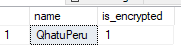 name is_encrypted
1 QhatuPeru 1